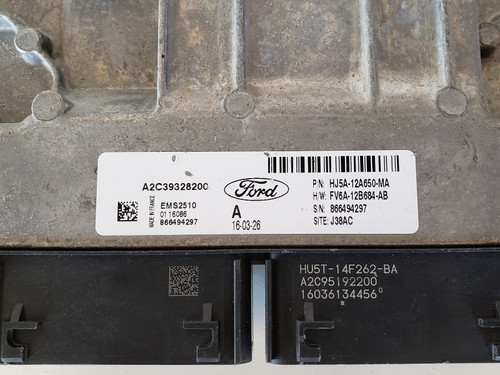 A2C39328200
MADE IN FRANCE
EMS2510
0116086
866494297
Ford
A
16-03-26
P/N: HJ5A-12A650-MA
H/W: FV6A-12B684-AB
S/N: 866494297
SITE: J38AC
HU5T-14F262-BA
A2C95192200
16036134456⁰
*